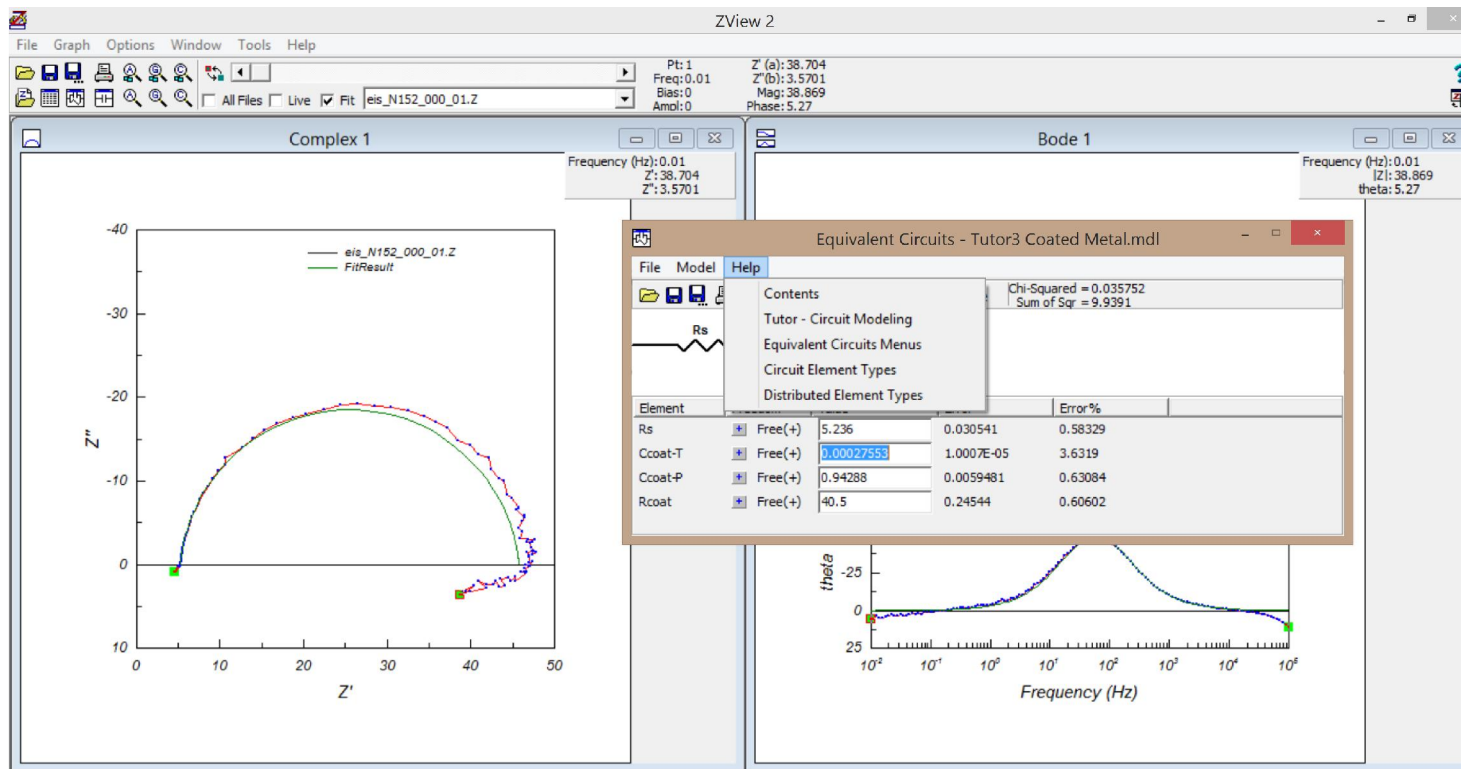 ZView 2
File Graph Options Window Tools Help
All Files Live Fit eis_N152_000_01.Z
Pt: 1
Freq: 0.01
Bias: 0
Ampl: 0
Z' (a): 38.704
Z''(b): 3.5701
Mag: 38.869
Phase: 5.27
Complex 1
Frequency (Hz): 0.01
Z': 38.704
Z'': 3.5701
-40
-30
-20
-10
0
10
Z''
eis_N152_000_01.Z
FitResult
0 10 20 30 40 50
Z'
Bode 1
Frequency (Hz): 0.01
|Z|: 38.869
theta: 5.27
Equivalent Circuits - Tutor3 Coated Metal.mdl
File Model Help
Contents
Tutor - Circuit Modeling
Equivalent Circuits Menus
Circuit Element Types
Distributed Element Types
Chi-Squared = 0.035752
Sum of Sqr = 9.9391
Rs
Element Error%
Rs Free(+) 5.236 0.030541 0.58329
Ccoat-T Free(+) 0.00027553 1.0007E-05 3.6319
Ccoat-P Free(+) 0.94288 0.0059481 0.63084
Rcoat Free(+) 40.5 0.24544 0.60602
theta
-25
0
25
10-2 10-1 100 101 102 103 104 105
Frequency (Hz)